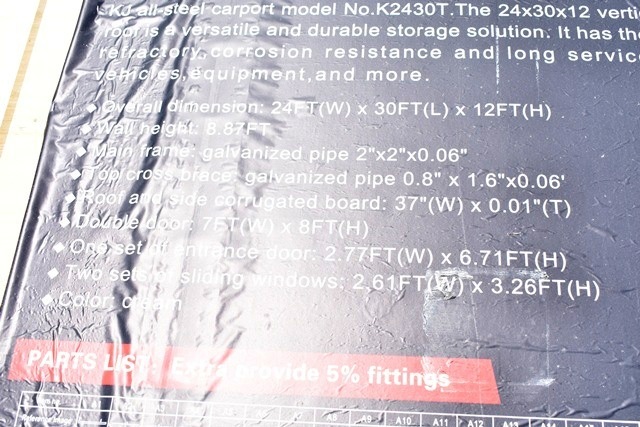 KJ all-steel carport model No.K2430T.The 24x30x12 verti
roof is a versatile and durable storage solution. It has the
refractory,corrosion resistance and long servic
vehicles,equipment,and more.
◆Overall dimension: 24FT(W) x 30FT(L) x 12FT(H)
◆Wall height: 8.87FT
◆Main frame: galvanized pipe 2"x2"x0.06"
◆Top cross brace: galvanized pipe 0.8" x 1.6"x0.06'
◆Roof and side corrugated board: 37"(W) x 0.01"(T)
◆Double door: 7FT(W) x 8FT(H)
◆One set of entrance door: 2.77FT(W) x 6.71FT(H)
◆Two sets of sliding windows: 2.61FT(W) x 3.26FT(H)
◆Color: cream
PARTS LIST: Extra provide 5% fittings
A8 A9 A10 A11 A12